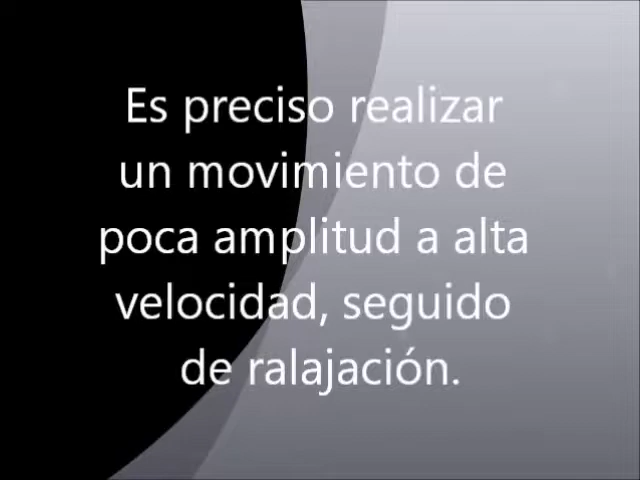 Es preciso realizar
un movimiento de
poca amplitud a alta
velocidad, seguido
de ralajación.